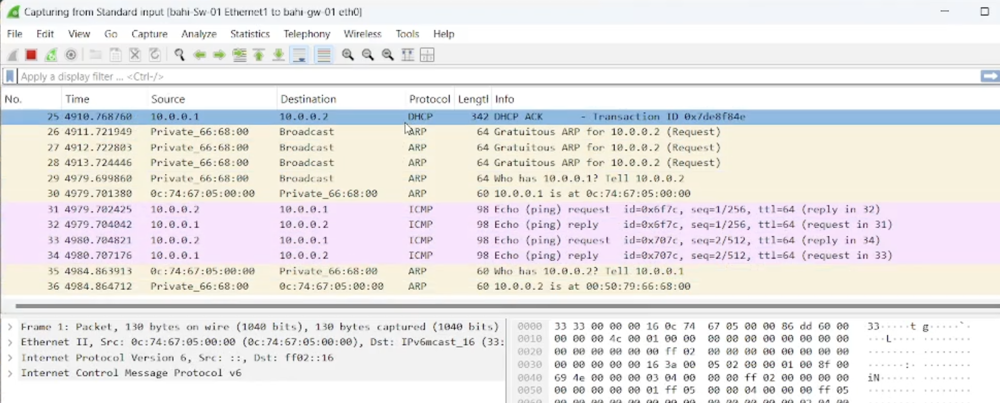 Capturing from Standard input [bahi-Sw-01 Ethernet1 to bahi-gw-01 eth0]
File Edit View Go Capture Analyze Statistics Telephony Wireless Tools Help
Apply a display filter ... <Ctrl-/>
No. Time Source Destination Protocol Lengtl Info
25 4910.768760 10.0.0.1 10.0.0.2 DHCP 342 DHCP ACK - Transaction ID 0x7de8f84e
26 4911.721949 Private_66:68:00 Broadcast ARP 64 Gratuitous ARP for 10.0.0.2 (Request)
27 4912.722803 Private_66:68:00 Broadcast ARP 64 Gratuitous ARP for 10.0.0.2 (Request)
28 4913.724446 Private_66:68:00 Broadcast ARP 64 Gratuitous ARP for 10.0.0.2 (Request)
29 4979.699860 Private_66:68:00 Broadcast ARP 64 Who has 10.0.0.1? Tell 10.0.0.2
30 4979.701380 0c:74:67:05:00:00 Private_66:68:00 ARP 60 10.0.0.1 is at 0c:74:67:05:00:00
31 4979.702425 10.0.0.2 10.0.0.1 ICMP 98 Echo (ping) request id=0x6f7c, seq=1/256, ttl=64 (reply in 32)
32 4979.704042 10.0.0.1 10.0.0.2 ICMP 98 Echo (ping) reply id=0x6f7c, seq=1/256, ttl=64 (request in 31)
33 4980.704821 10.0.0.2 10.0.0.1 ICMP 98 Echo (ping) request id=0x707c, seq=2/512, ttl=64 (reply in 34)
34 4980.707176 10.0.0.1 10.0.0.2 ICMP 98 Echo (ping) reply id=0x707c, seq=2/512, ttl=64 (request in 33)
35 4984.863913 0c:74:67:05:00:00 Private_66:68:00 ARP 60 Who has 10.0.0.2? Tell 10.0.0.1
36 4984.864712 Private_66:68:00 0c:74:67:05:00:00 ARP 60 10.0.0.2 is at 00:50:79:66:68:00
Frame 1: Packet, 130 bytes on wire (1040 bits), 130 bytes captured (1040 bits)
Ethernet II, Src: 0c:74:67:05:00:00 (0c:74:67:05:00:00), Dst: IPv6mcast_16 (33:
Internet Protocol Version 6, Src: ::, Dst: ff02::16
Internet Control Message Protocol v6
0000 33 33 00 00 00 16 0c 74 67 05 00 00 86 dd 60 00 33·····t g·····`·
0010 00 00 00 4c 00 01 00 00 00 00 00 00 00 00 00 00 ···L···· ········
0020 00 00 00 00 00 00 ff 02 00 00 00 00 00 00 00 00 ········ ········
0030 00 00 00 00 00 16 3a 00 05 02 00 00 01 00 8f 00 ······:· ········
0040 69 4e 00 00 00 03 04 00 00 00 ff 02 00 00 00 00 iN······ ········
0050 00 00 00 00 00 01 ff 05 00 00 04 00 00 00 ff 05 ········ ········